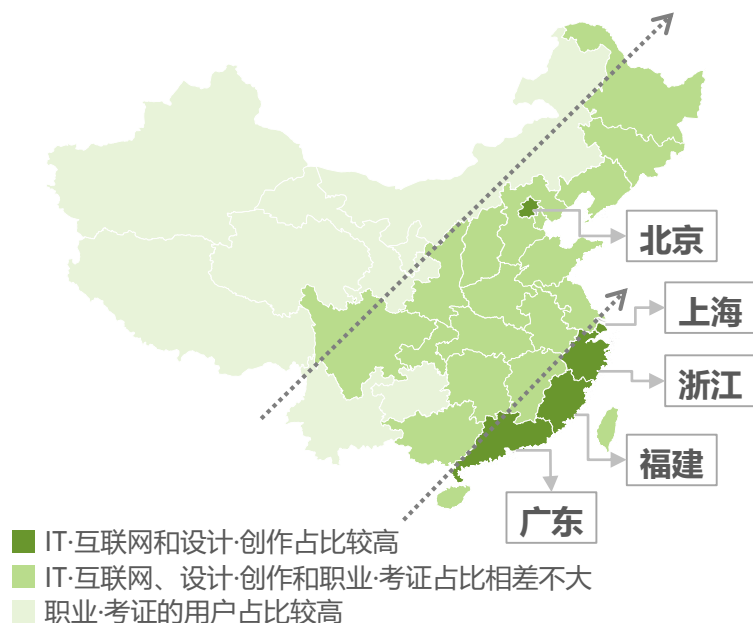 北京
上海
浙江
福建
广东
IT·互联网和设计·创作占比较高
IT·互联网、设计·创作和职业·考证占比相差不大
职业·考证的用户占比较高